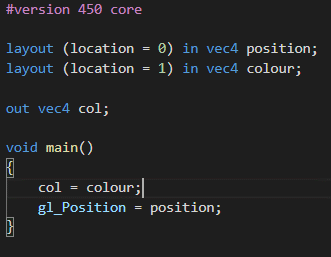 #version 450 core
layout (location = 0) in vec4 position;
layout (location = 1) in vec4 colour;
out vec4 col;
void main()
{
    col = colour;
    gl_Position = position;
}